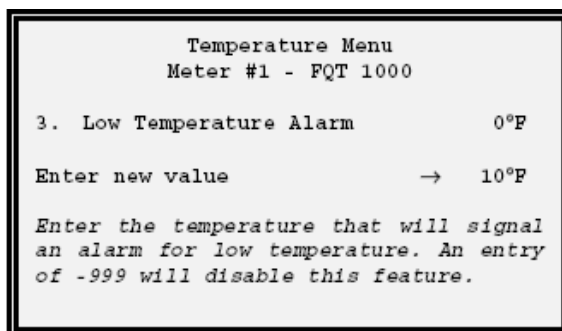 Temperature Menu
Meter #1 - FQT 1000
3. Low Temperature Alarm 0°F
Enter new value → 10°F
Enter the temperature that will signal
an alarm for low temperature. An entry
of -999 will disable this feature.